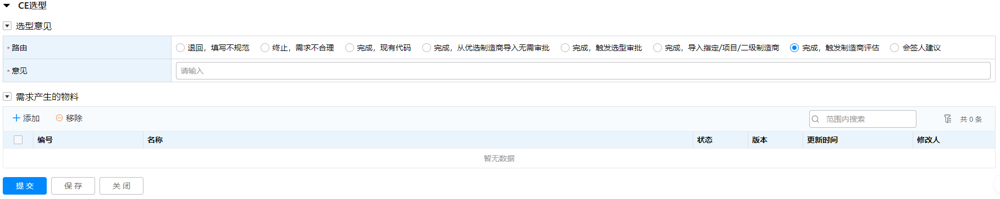 CE选型
选型意见
* 路由 退回，填写不规范 终止，需求不合理 完成，现有代码 完成，从优选制造商导入无需审批 完成，触发选型审批 完成，导入指定/项目/二级制造商 完成，触发制造商评估 会签人建议
* 意见 请输入
需求产生的物料
添加 移除 范围内搜索 共 0 条
编号 名称 状态 版本 更新时间 修改人
暂无数据
提交 保存 关闭